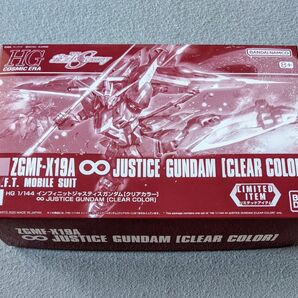 HG
COSMIC ERA
BANDAI NAMCO
8+
ZGMF-X19A ∞ JUSTICE GUNDAM [CLEAR COLOR]
.F.T. MOBILE SUIT
HG 1/144 インフィニットジャスティスガンダム[クリアカラー]
∞ JUSTICE GUNDAM [CLEAR COLOR]
LIMITED
ITEM
ZGMF-X19A
∞ JUSTICE GUNDAM [CLEAR COLOR]